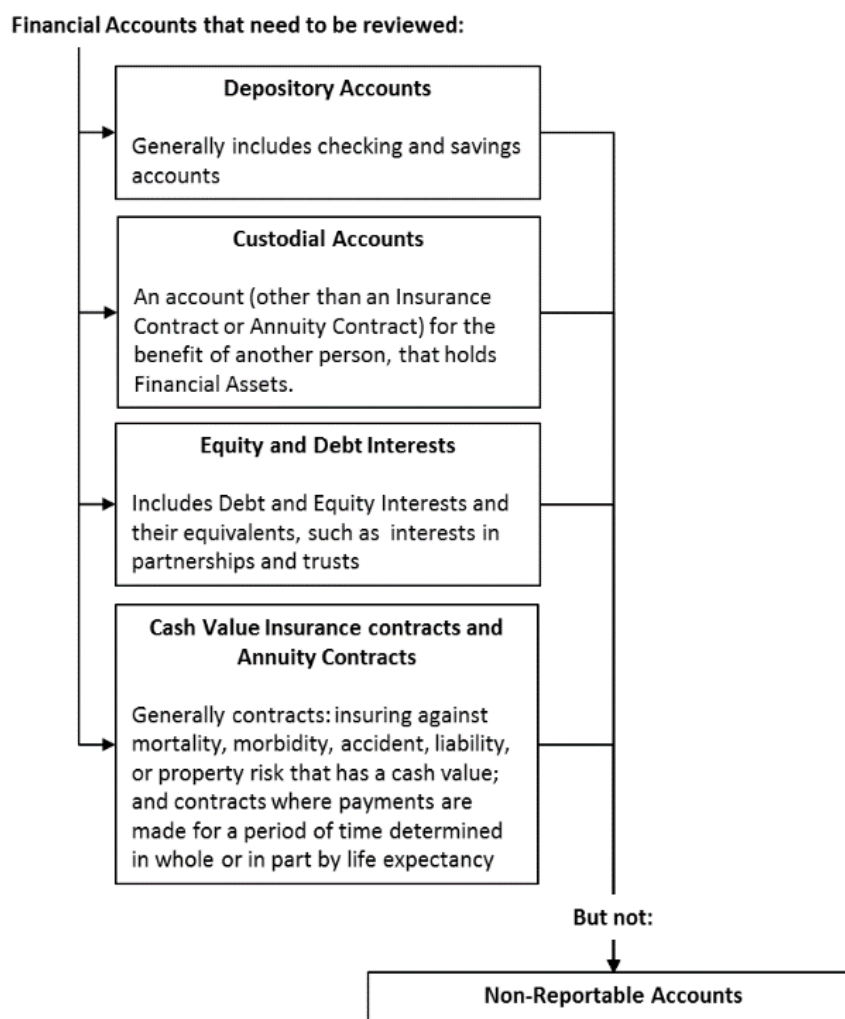 Financial Accounts that need to be reviewed:
Depository Accounts
Generally includes checking and savings
accounts
Custodial Accounts
An account (other than an Insurance
Contract or Annuity Contract) for the
benefit of another person, that holds
Financial Assets.
Equity and Debt Interests
Includes Debt and Equity Interests and
their equivalents, such as interests in
partnerships and trusts
Cash Value Insurance contracts and
Annuity Contracts
Generally contracts: insuring against
mortality, morbidity, accident, liability,
or property risk that has a cash value;
and contracts where payments are
made for a period of time determined
in whole or in part by life expectancy
But not:
Non-Reportable Accounts